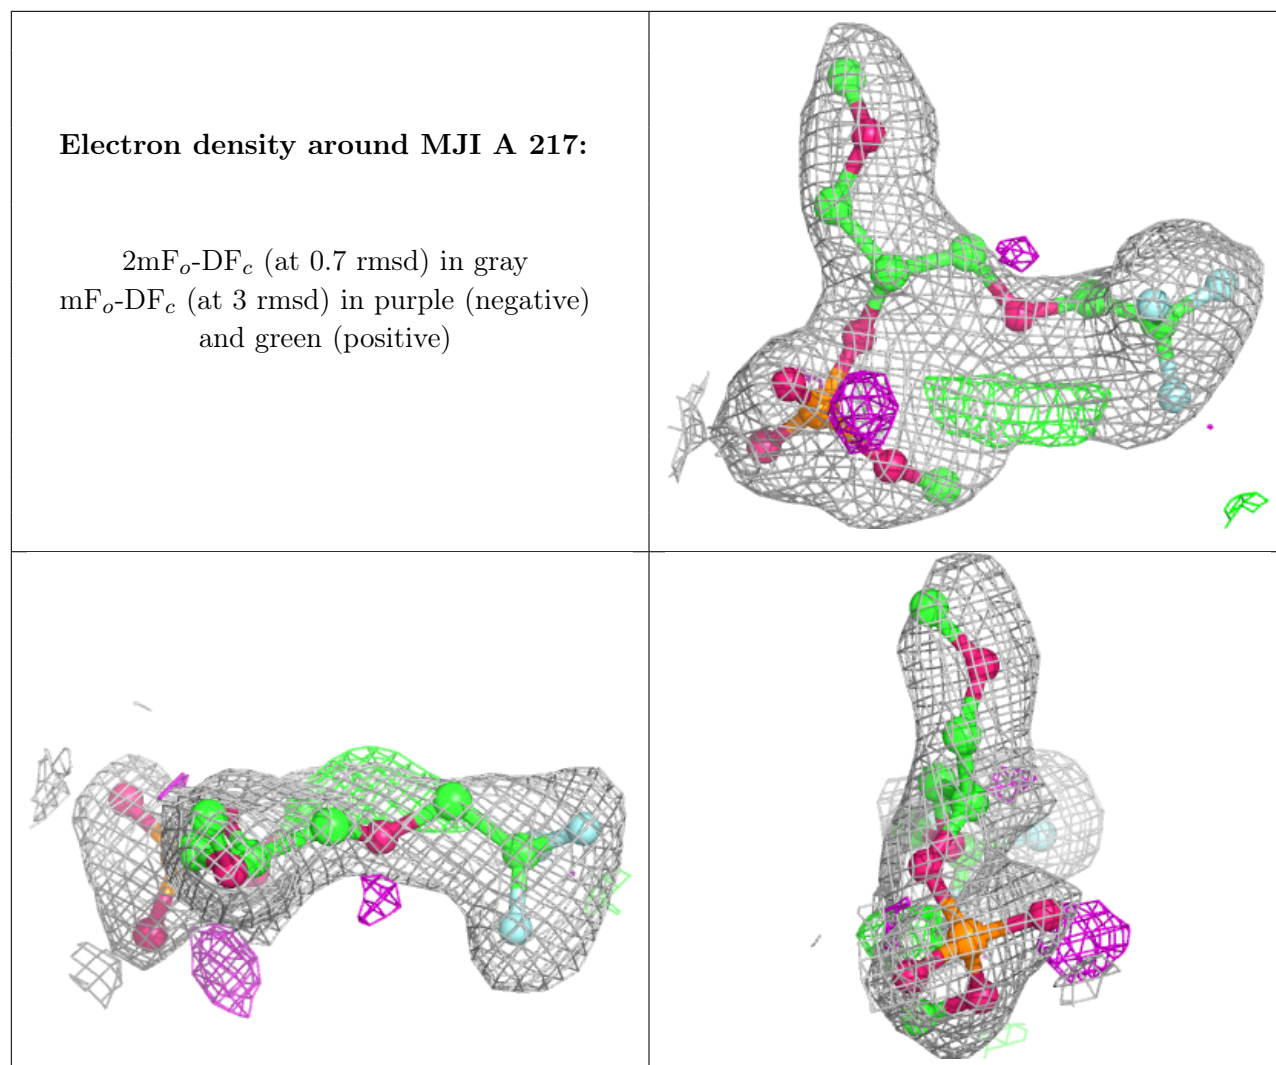 Electron density around MJI A 217:
2mFo-DFc (at 0.7 rmsd) in gray
mFo-DFc (at 3 rmsd) in purple (negative)
and green (positive)